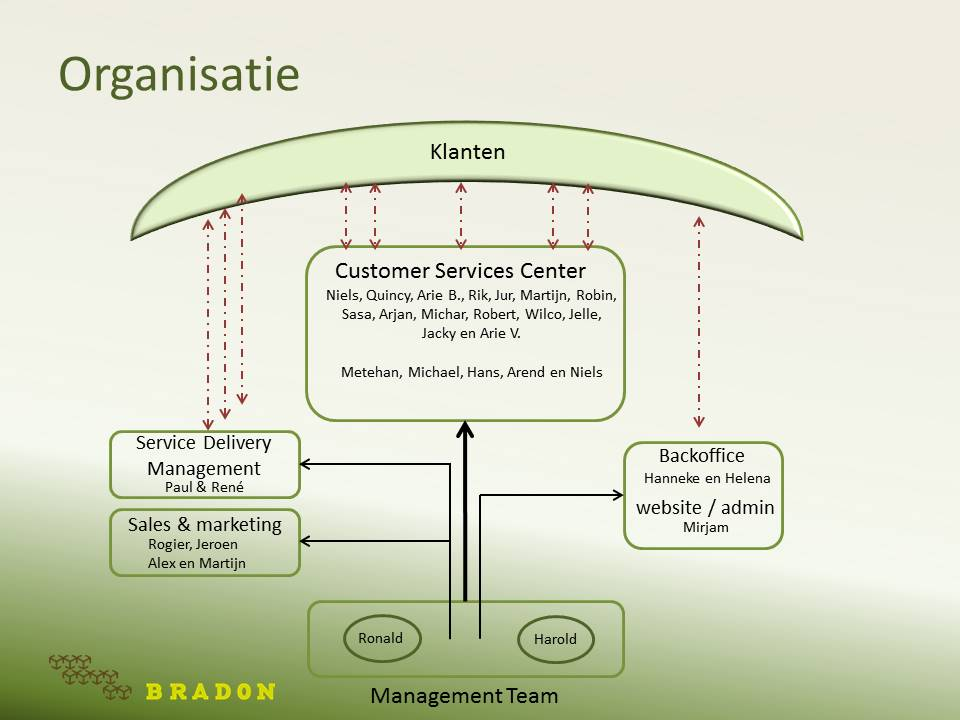 Organisatie
Klanten
Customer Services Center
Niels, Quincy, Arie B., Rik, Jur, Martijn, Robin,
Sasa, Arjan, Michar, Robert, Wilco, Jelle,
Jacky en Arie V.
Metehan, Michael, Hans, Arend en Niels
Service Delivery
Management
Paul & René
Sales & marketing
Rogier, Jeroen
Alex en Martijn
Backoffice
Hanneke en Helena
website / admin
Mirjam
Ronald
Harold
Management Team
BRADON